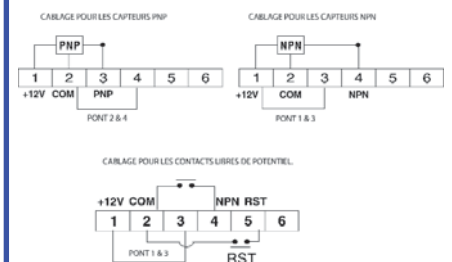 CABLAGE POUR LES CAPTEURS PNP
CABLAGE POUR LES CAPTEURS NPN
PNP
NPN
1 2 3 4 5 6
1 2 3 4 5 6
+12V COM PNP
+12V COM NPN
PONT 2 & 4
PONT 1 & 3
CABLAGE POUR LES CONTACTS LIBRES DE POTENTIEL.
+12V COM NPN RST
1 2 3 4 5 6
PONT 1 & 3
RST